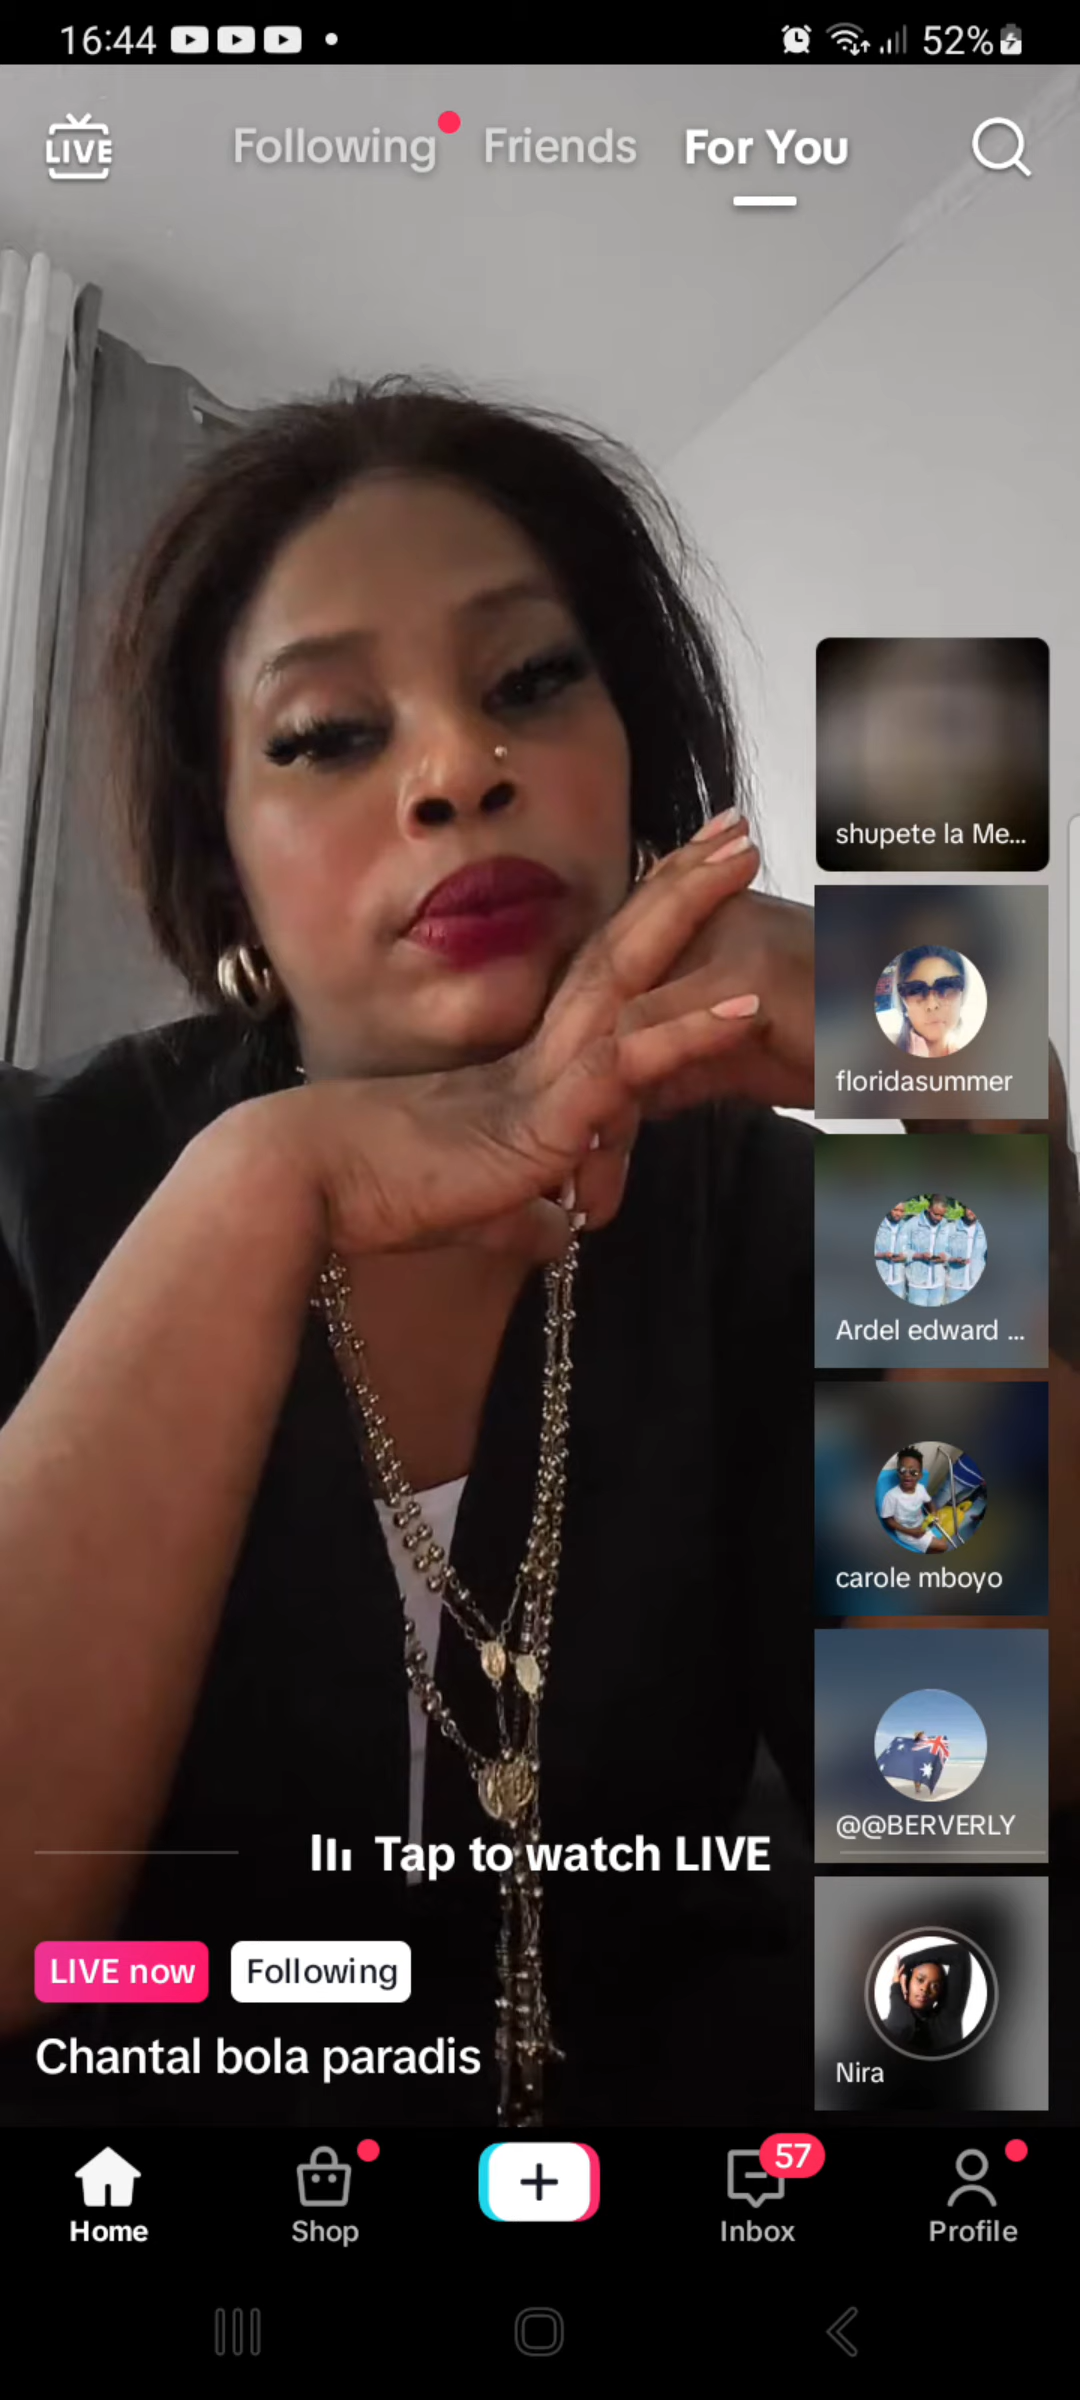 16:44
52%
LIVE
Following Friends For You
shupete la Me...
floridasummer
Ardel edward ...
carole mboyo
@@BERVERLY
Tap to watch LIVE
LIVE now Following
Nira
Chantal bola paradis
57
Home Shop Inbox Profile